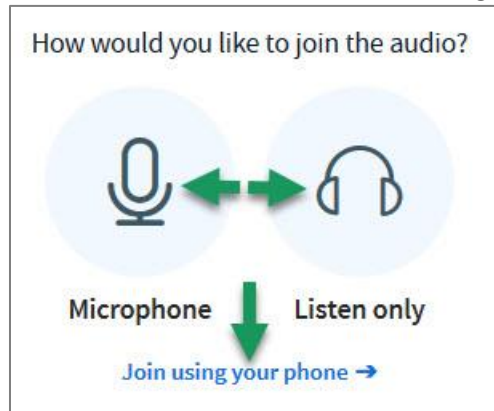 How would you like to join the audio?
Microphone Listen only
Join using your phone →